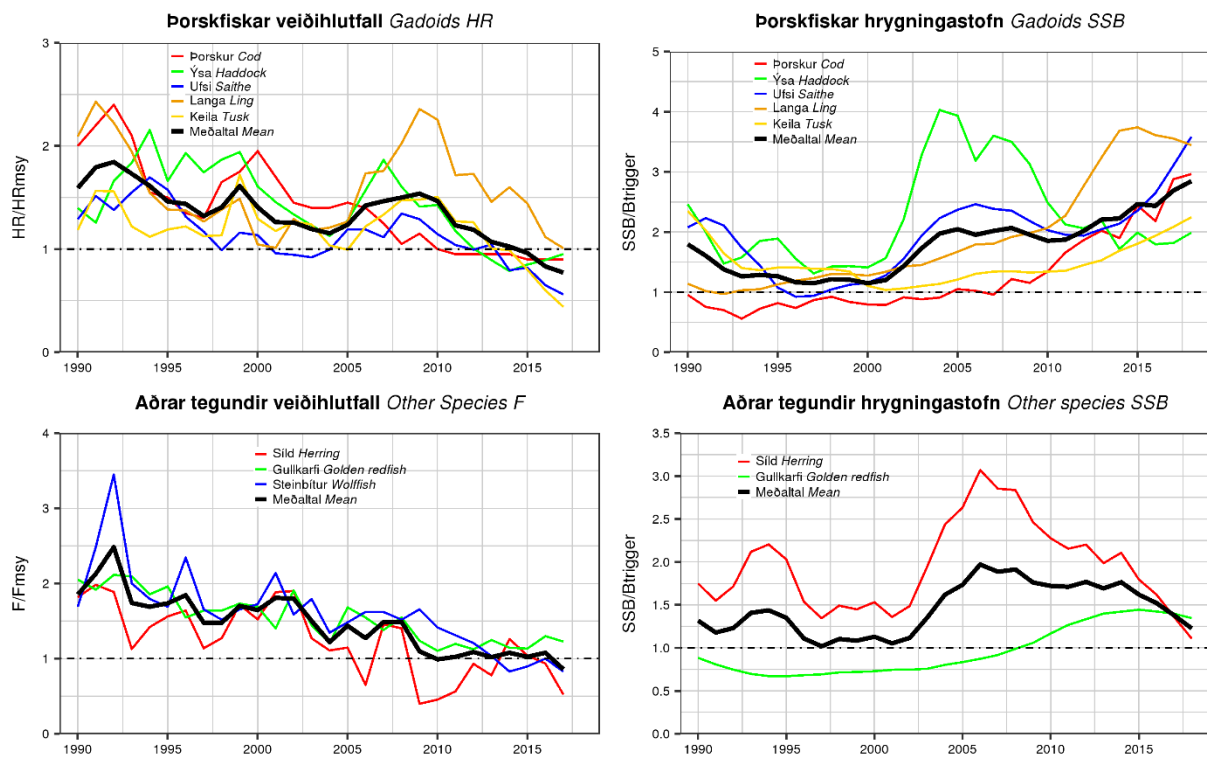 Þorskfiskar veiðihlutfall Gadoids HR
HR/HRmsy
3
2
1
0
Þorskur Cod
Ýsa Haddock
Ufsi Saithe
Langa Ling
Keila Tusk
Meðaltal Mean
1990 1995 2000 2005 2010 2015
Þorskfiskar hrygningastofn Gadoids SSB
SSB/Btrigger
5
4
3
2
1
0
Þorskur Cod
Ýsa Haddock
Ufsi Saithe
Langa Ling
Keila Tusk
Meðaltal Mean
1990 1995 2000 2005 2010 2015
Aðrar tegundir veiðihlutfall Other Species F
F/Fmsy
4
3
2
1
0
Síld Herring
Gullkarfi Golden redfish
Steinbítur Wolffish
Meðaltal Mean
1990 1995 2000 2005 2010 2015
Aðrar tegundir hrygningastofn Other species SSB
SSB/Btrigger
3.5
3.0
2.5
2.0
1.5
1.0
0.5
0.0
Síld Herring
Gullkarfi Golden redfish
Meðaltal Mean
1990 1995 2000 2005 2010 2015